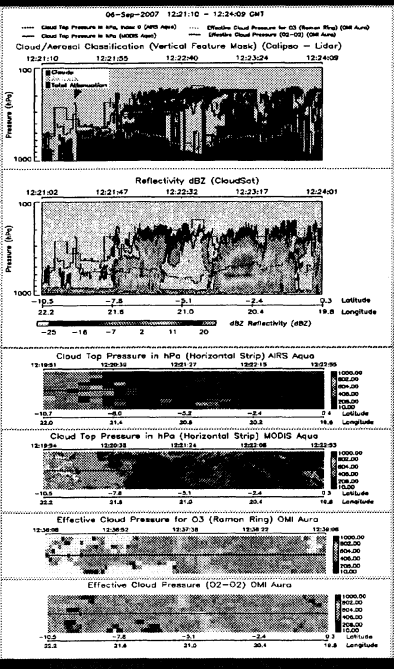 06-Sep-2007 12:21:10 - 12:24:09 GMT
Cloud Top Pressure in hPa, Index 0 (AIRS Aqua) Effective Cloud Pressure for O3 (Raman Ring) (OMI Aura)
Cloud Top Pressure in hPa (MODIS Aqua) Effective Cloud Pressure (O2-O2) (OMI Aura)
Cloud/Aerosol Classification (Vertical Feature Mask) (Calipso - Lidar)
12:21:10 12:21:55 12:22:40 12:23:24 12:24:09
100
Clouds
Total Attenuation
Pressure (hPa)
1000
Reflectivity dBZ (CloudSat)
12:21:02 12:21:47 12:22:32 12:23:17 12:24:01
100
Pressure (hPa)
1000
-10.5 -7.8 -5.1 -2.4 0.3 Latitude
22.2 21.6 21.0 20.4 19.8 Longitude
-25 -16 -7 2 11 20 dBZ Reflectivity (dBZ)
Cloud Top Pressure in hPa (Horizontal Strip) AIRS Aqua
12:19:51 12:20:39 12:21:27 12:22:15 12:22:55
1000.00
802.00
604.00
406.00
208.00
10.00
-10.7 -8.0 -5.2 -2.4 0.4 Latitude
22.0 21.4 20.8 20.2 19.6 Longitude
Cloud Top Pressure in hPa (Horizontal Strip) MODIS Aqua
12:19:54 12:20:38 12:21:24 12:22:08 12:22:53
1000.00
802.00
604.00
406.00
208.00
10.00
-10.5 -7.8 -5.1 -2.4 0.3 Latitude
22.2 21.6 21.0 20.4 19.8 Longitude
Effective Cloud Pressure for O3 (Raman Ring) OMI Aura
12:36:52 12:37:38 12:38:22
1000.00
802.00
604.00
406.00
208.00
10.00
Effective Cloud Pressure (O2-O2) OMI Aura
1000.00
802.00
604.00
406.00
208.00
10.00
-10.5 -7.8 -5.1 -2.4 0.3 Latitude
22.2 21.6 21.0 20.4 19.8 Longitude